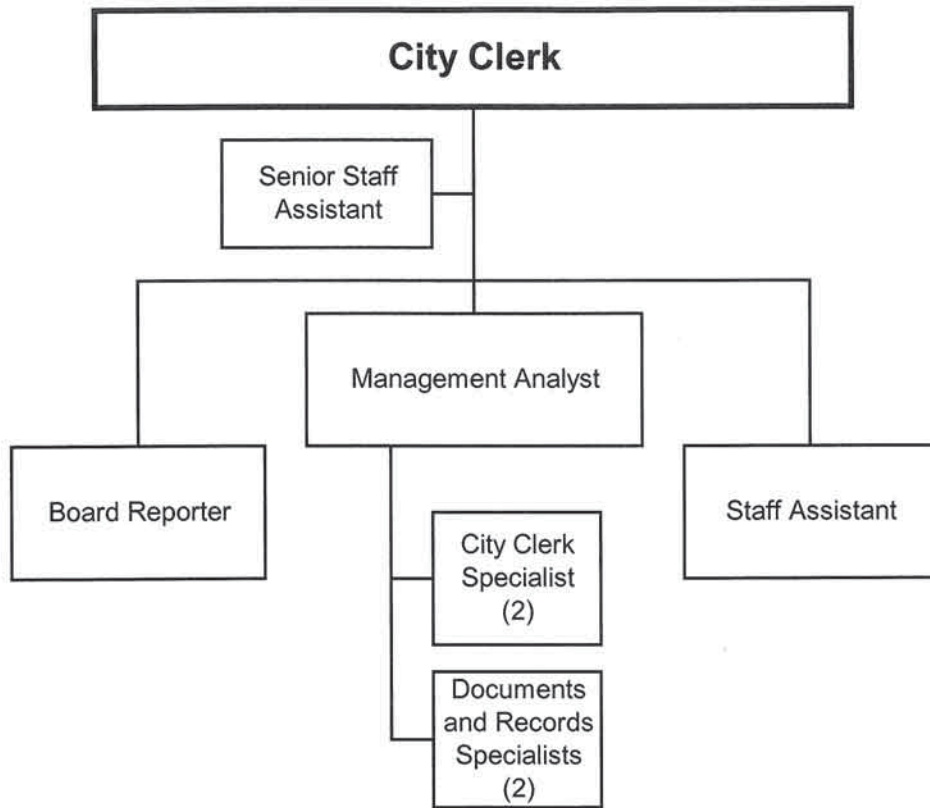 City Clerk
Senior Staff
Assistant
Management Analyst
Board Reporter
Staff Assistant
City Clerk
Specialist
(2)
Documents
and Records
Specialists
(2)